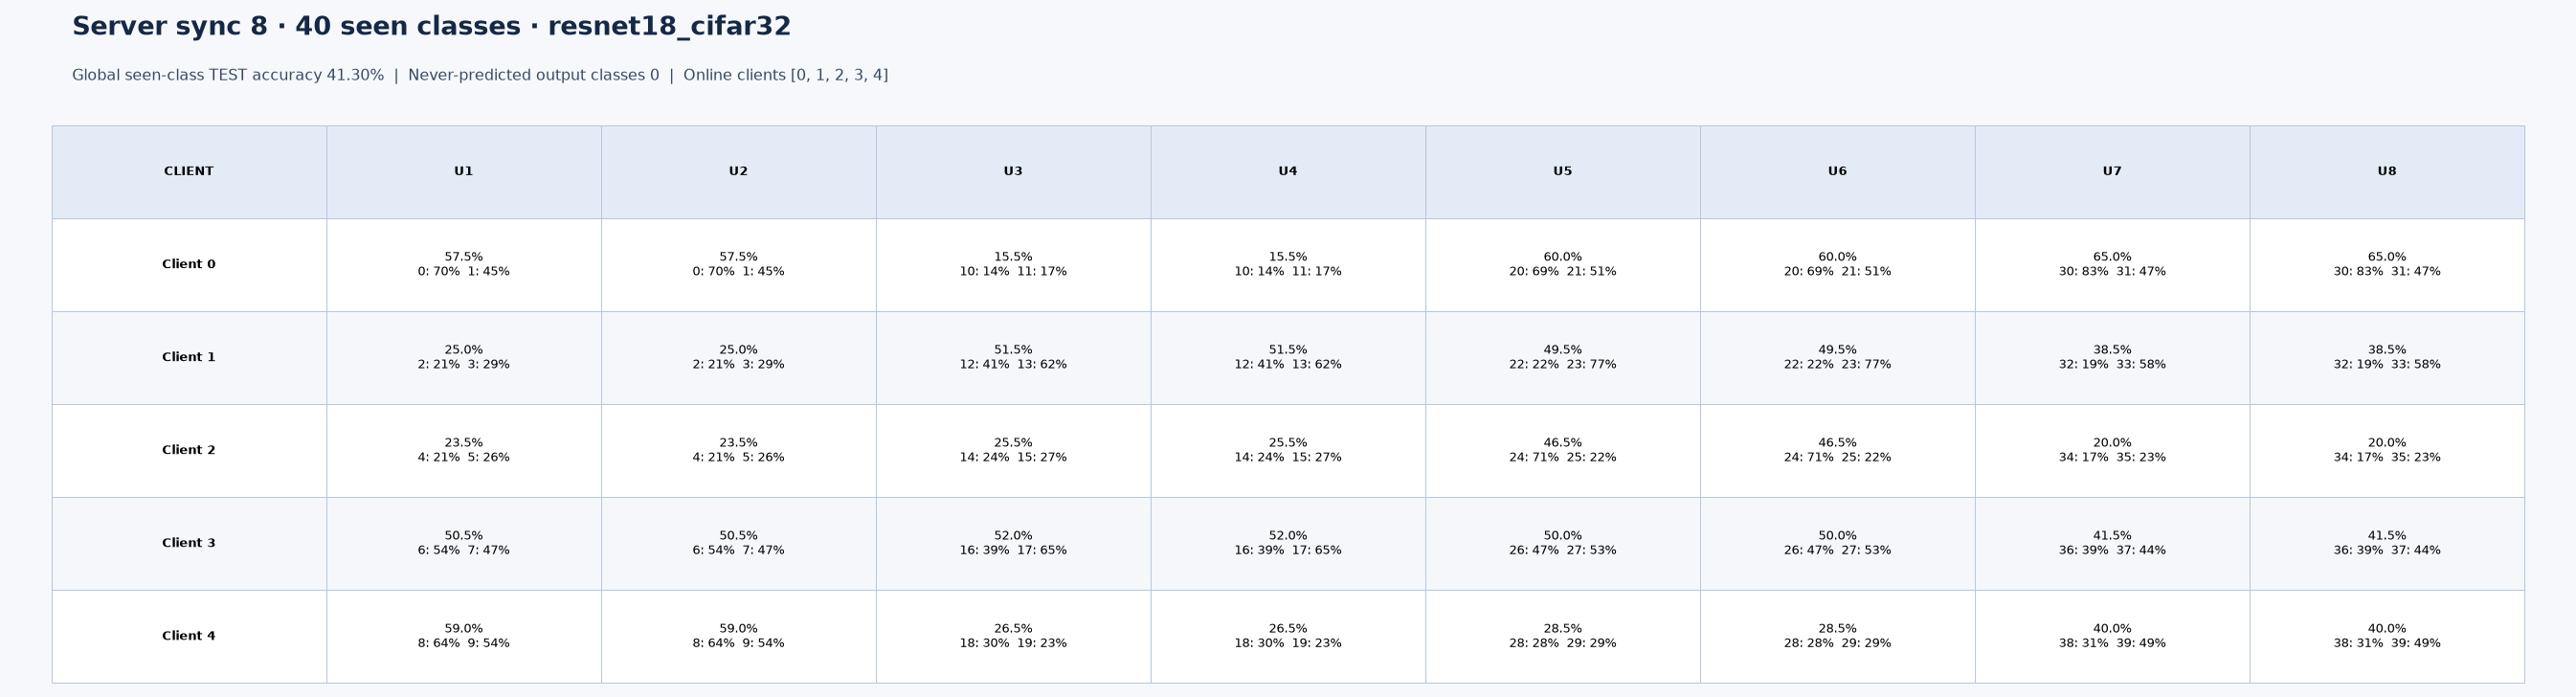 Server sync 8 · 40 seen classes · resnet18_cifar32
Global seen-class TEST accuracy 41.30% | Never-predicted output classes 0 | Online clients [0, 1, 2, 3, 4]
CLIENT U1 U2 U3 U4 U5 U6 U7 U8
Client 0
57.5% 57.5% 15.5% 15.5% 60.0% 60.0% 65.0% 65.0%
0: 70% 1: 45% 0: 70% 1: 45% 10: 14% 11: 17% 10: 14% 11: 17% 20: 69% 21: 51% 20: 69% 21: 51% 30: 83% 31: 47% 30: 83% 31: 47%
Client 1
25.0% 25.0% 51.5% 51.5% 49.5% 49.5% 38.5% 38.5%
2: 21% 3: 29% 2: 21% 3: 29% 12: 41% 13: 62% 12: 41% 13: 62% 22: 22% 23: 77% 22: 22% 23: 77% 32: 19% 33: 58% 32: 19% 33: 58%
Client 2
23.5% 23.5% 25.5% 25.5% 46.5% 46.5% 20.0% 20.0%
4: 21% 5: 26% 4: 21% 5: 26% 14: 24% 15: 27% 14: 24% 15: 27% 24: 71% 25: 22% 24: 71% 25: 22% 34: 17% 35: 23% 34: 17% 35: 23%
Client 3
50.5% 50.5% 52.0% 52.0% 50.0% 50.0% 41.5% 41.5%
6: 54% 7: 47% 6: 54% 7: 47% 16: 39% 17: 65% 16: 39% 17: 65% 26: 47% 27: 53% 26: 47% 27: 53% 36: 39% 37: 44% 36: 39% 37: 44%
Client 4
59.0% 59.0% 26.5% 26.5% 28.5% 28.5% 40.0% 40.0%
8: 64% 9: 54% 8: 64% 9: 54% 18: 30% 19: 23% 18: 30% 19: 23% 28: 28% 29: 29% 28: 28% 29: 29% 38: 31% 39: 49% 38: 31% 39: 49%